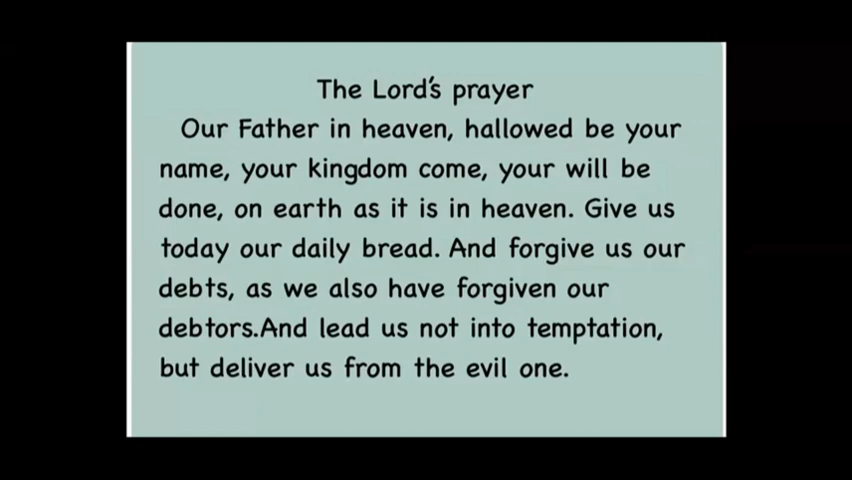 The Lord's prayer
Our Father in heaven, hallowed be your
name, your kingdom come, your will be
done, on earth as it is in heaven. Give us
today our daily bread. And forgive us our
debts, as we also have forgiven our
debtors.And lead us not into temptation,
but deliver us from the evil one.